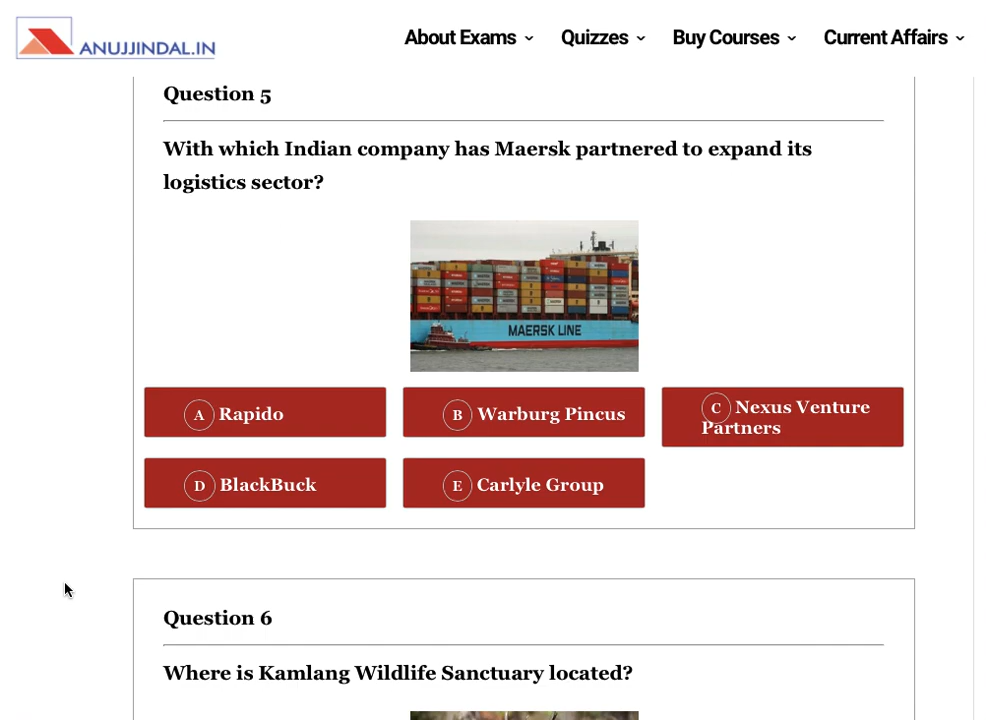 ANUJJINDAL.IN
About Exams Quizzes Buy Courses Current Affairs
Question 5
With which Indian company has Maersk partnered to expand its
logistics sector?
MAERSK LINE
A Rapido
B Warburg Pincus
C Nexus Venture
Partners
D BlackBuck
E Carlyle Group
Question 6
Where is Kamlang Wildlife Sanctuary located?